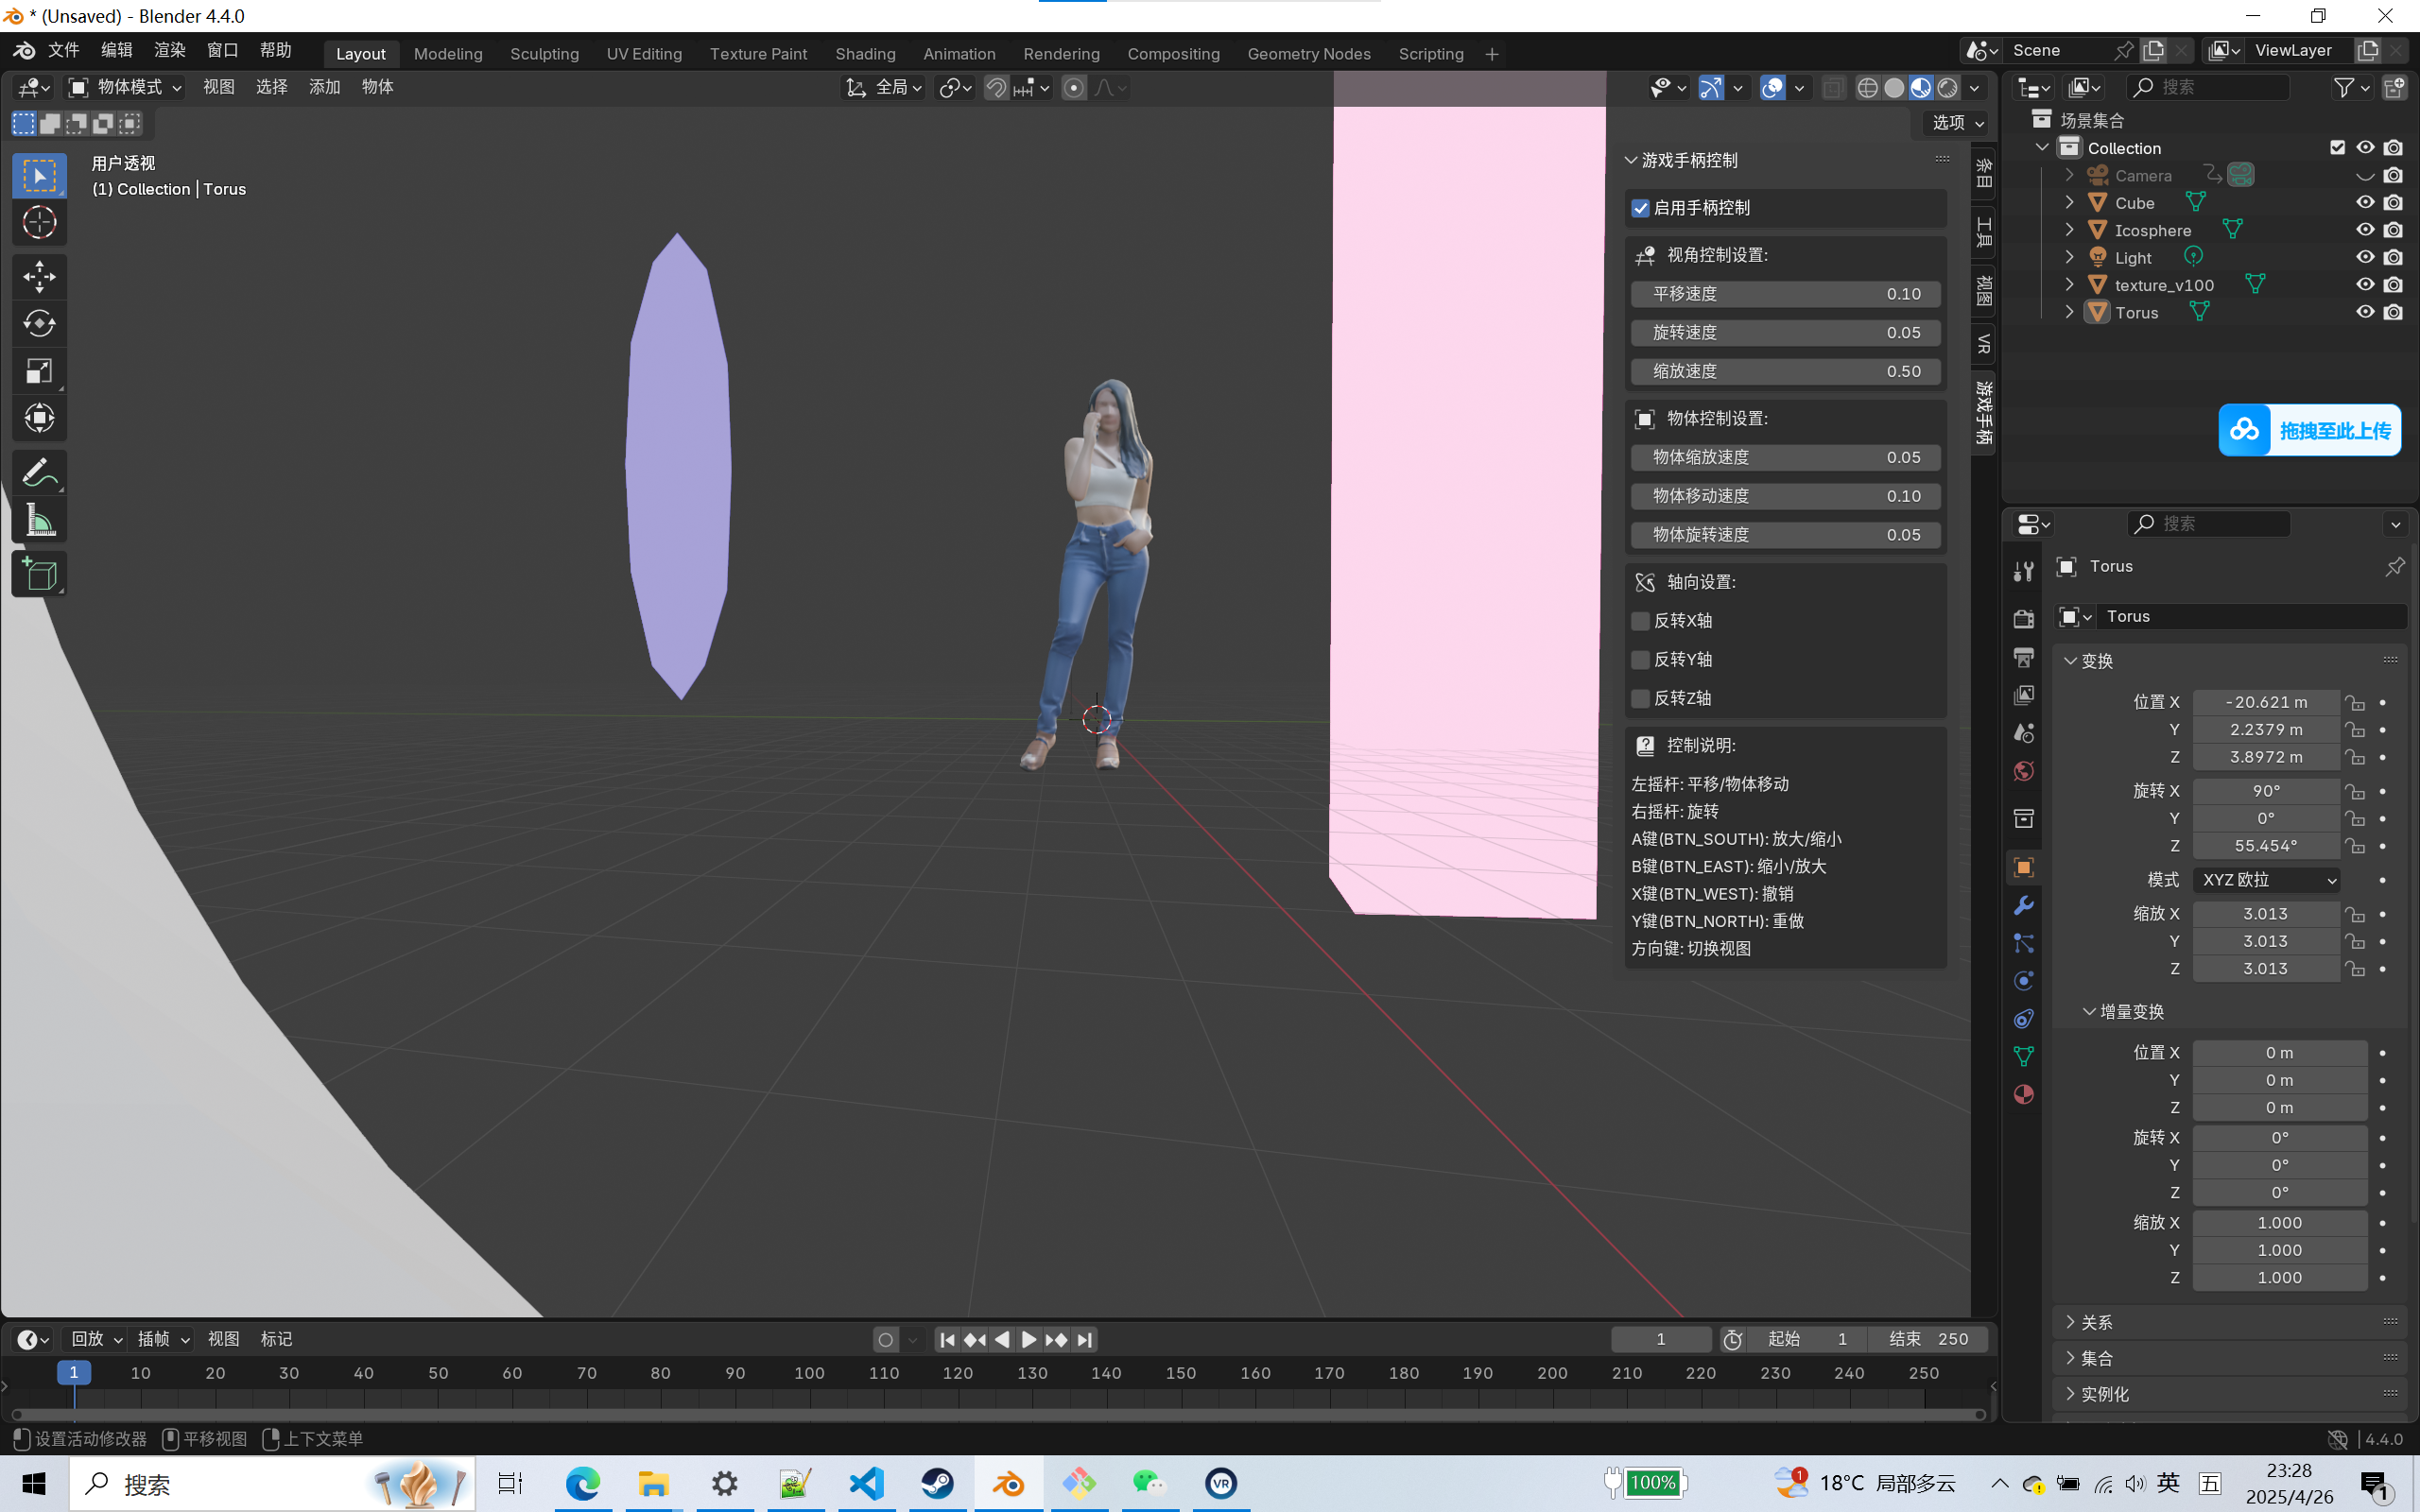 * (Unsaved) - Blender 4.4.0
文件 编辑 渲染 窗口 帮助 Layout Modeling Sculpting UV Editing Texture Paint Shading Animation Rendering Compositing Geometry Nodes Scripting + Scene ViewLayer
物体模式 视图 选择 添加 物体 全局 搜索
选项
用户透视
(1) Collection | Torus
游戏手柄控制
启用手柄控制
视角控制设置:
平移速度 0.10
旋转速度 0.05
缩放速度 0.50
物体控制设置:
物体缩放速度 0.05
物体移动速度 0.10
物体旋转速度 0.05
轴向设置:
反转X轴
反转Y轴
反转Z轴
控制说明:
左摇杆: 平移/物体移动
右摇杆: 旋转
A键(BTN_SOUTH): 放大/缩小
B键(BTN_EAST): 缩小/放大
X键(BTN_WEST): 撤销
Y键(BTN_NORTH): 重做
方向键: 切换视图
条目
工具
视图
VR
游戏手柄
场景集合
Collection
Camera
Cube
Icosphere
Light
texture_v100
Torus
拖拽至此上传
搜索
Torus
Torus
变换
位置 X -20.621 m
Y 2.2379 m
Z 3.8972 m
旋转 X 90°
Y 0°
Z 55.454°
模式 XYZ 欧拉
缩放 X 3.013
Y 3.013
Z 3.013
增量变换
位置 X 0 m
Y 0 m
Z 0 m
旋转 X 0°
Y 0°
Z 0°
缩放 X 1.000
Y 1.000
Z 1.000
关系
集合
实例化
回放 插帧 视图 标记 1 起始 1 结束 250
1 10 20 30 40 50 60 70 80 90 100 110 120 130 140 150 160 170 180 190 200 210 220 230 240 250
设置活动修改器 平移视图 上下文菜单 4.4.0
搜索 VR 100% 1 18°C 局部多云 英 五 23:28
2025/4/26 1